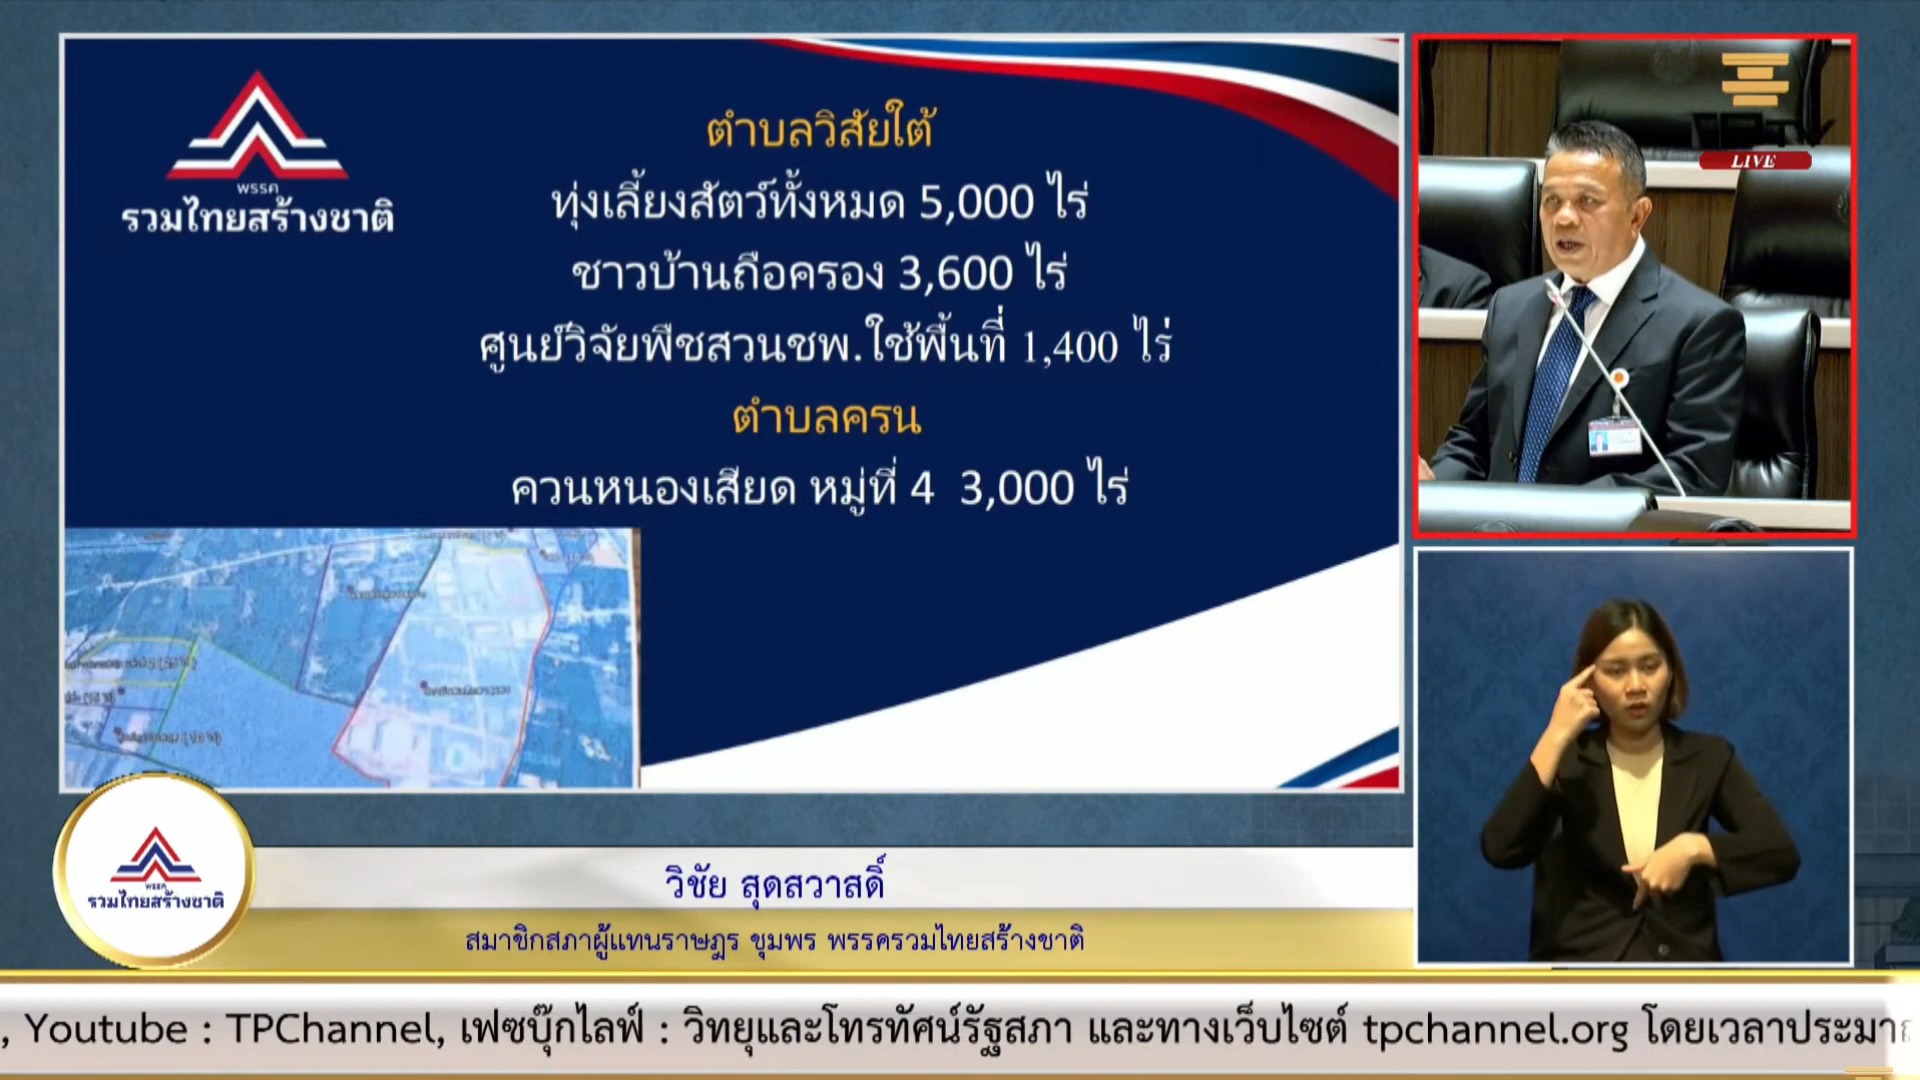 พรรค
รวมไทยสร้างชาติ
ตำบลวิสัยใต้
ทุ่งเลี้ยงสัตว์ทั้งหมด 5,000 ไร่
ชาวบ้านถือครอง 3,600 ไร่
ศูนย์วิจัยพืชสวนชพ.ใช้พื้นที่ 1,400 ไร่
ตำบลครน
ควนหนองเสียด หมู่ที่ 4 3,000 ไร่
LIVE
พรรค
รวมไทยสร้างชาติ
วิชัย สุดสวาสดิ์
สมาชิกสภาผู้แทนราษฎร ชุมพร พรรครวมไทยสร้างชาติ
, Youtube : TPChannel, เฟซบุ๊กไลฟ์ : วิทยุและโทรทัศน์รัฐสภา และทางเว็บไซต์ tpchannel.org โดยเวลาประมา